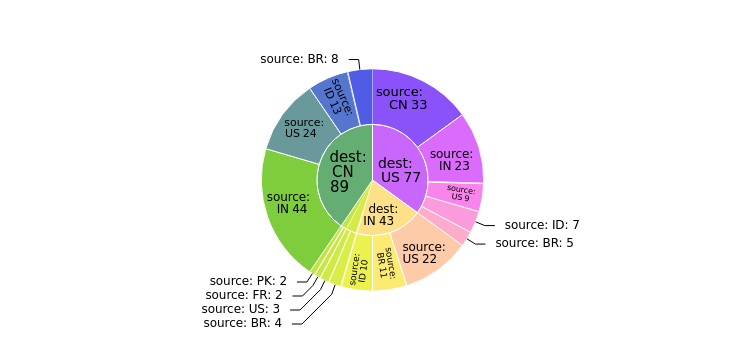 source: BR: 8
source:
CN 33
source:
ID 13
source:
US 24
source:
IN 23
dest:
CN
89
dest:
US 77
source:
US 9
source:
IN 44
dest:
IN 43
source: ID: 7
source: BR: 5
source:
US 22
source:
BR 11
source:
ID 10
source: PK: 2
source: FR: 2
source: US: 3
source: BR: 4